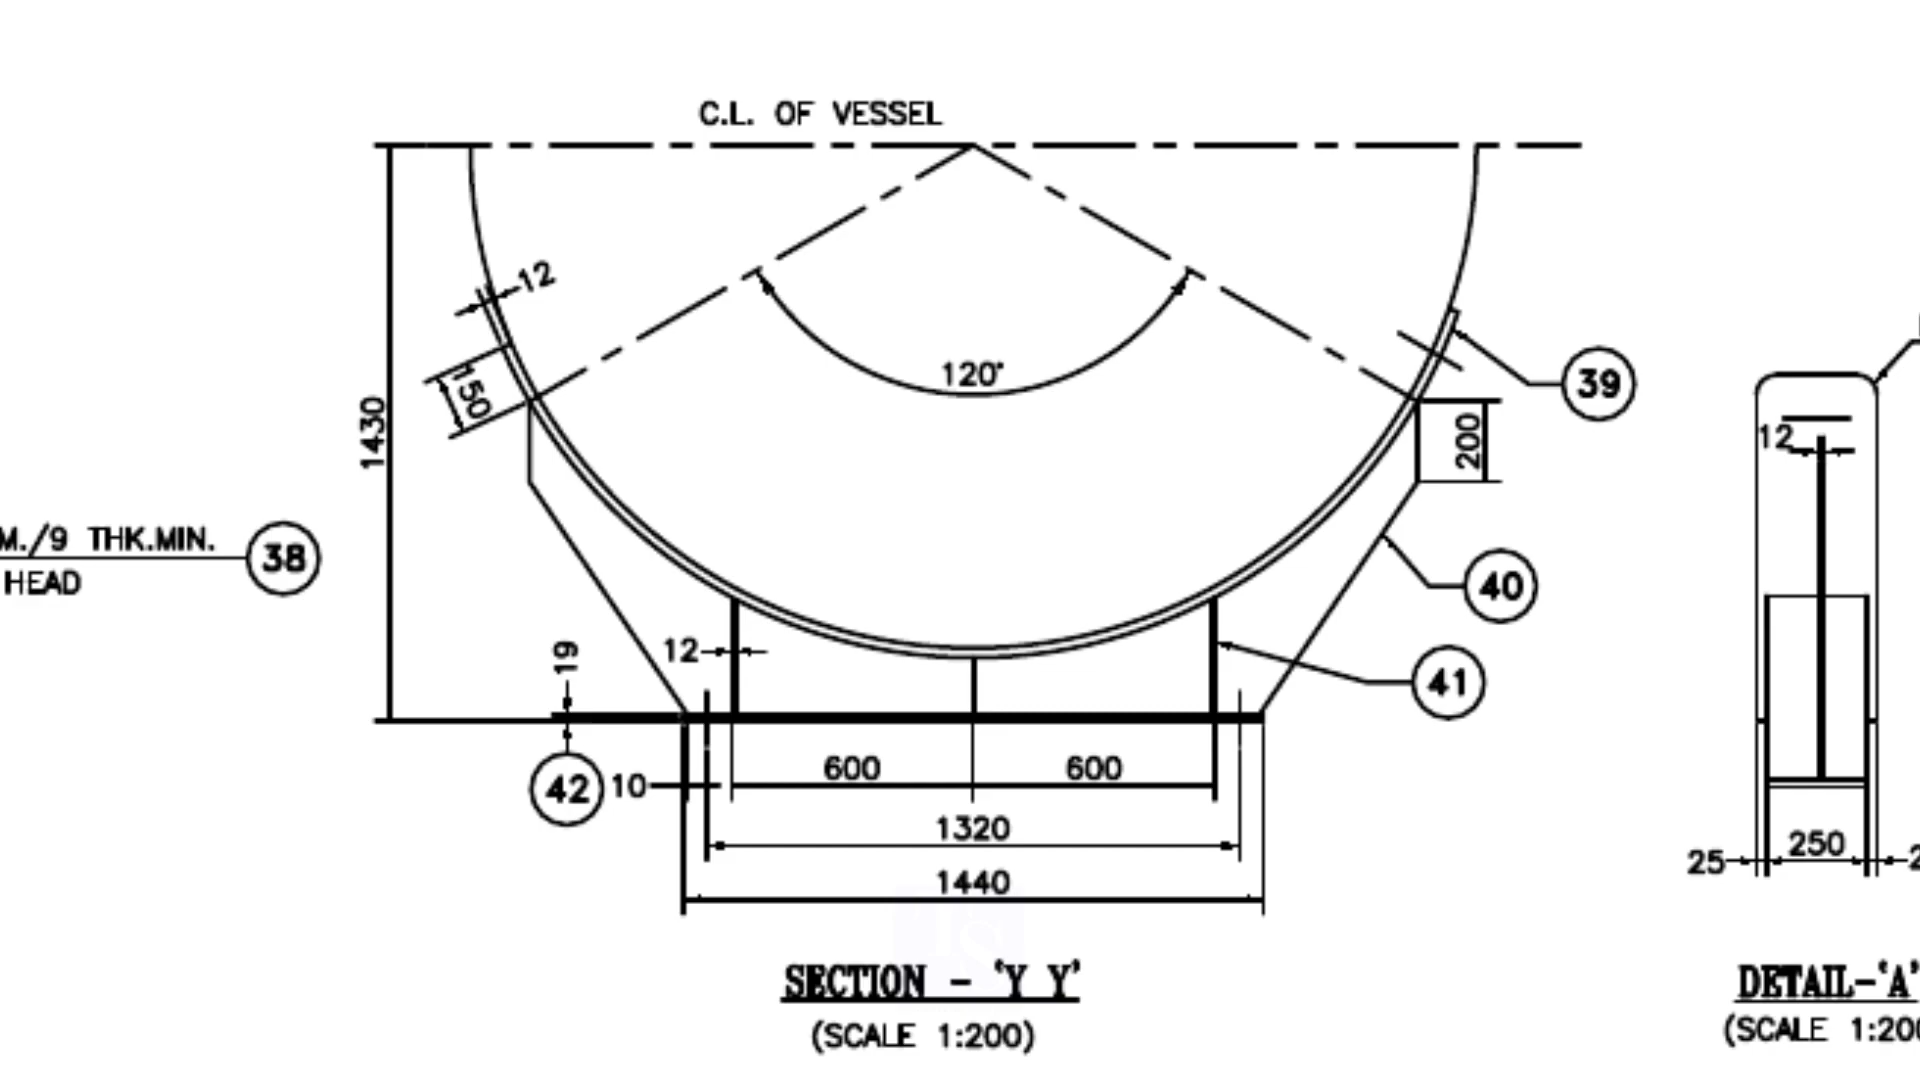 C.L. OF VESSEL
12
150
120°
1430
39
200
12
M./9 THK.MIN.
38
HEAD
40
19
12
41
42
10
600
600
1320
1440
25
250
SECTION - 'Y Y'
(SCALE 1:200)
DETAIL-'A'
(SCALE 1:200